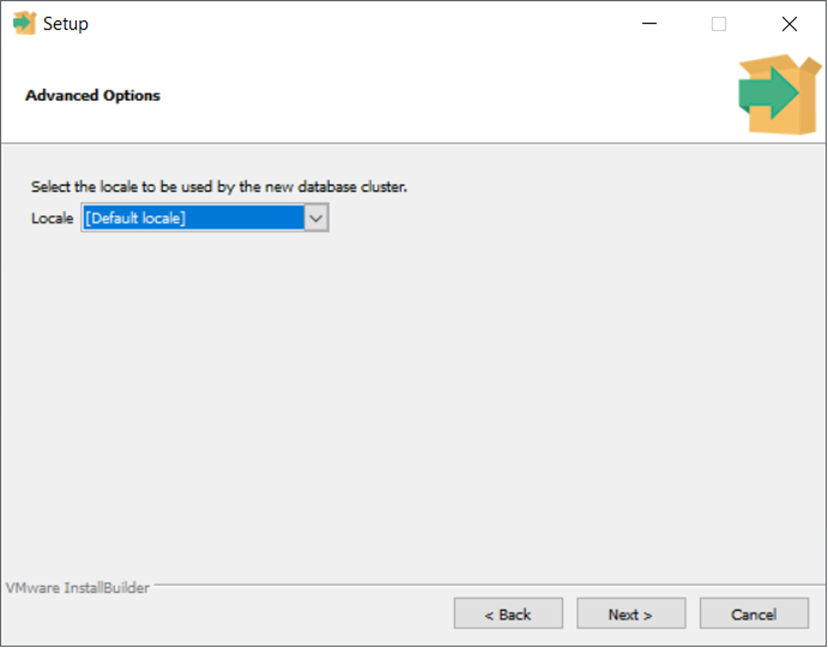 Setup
Advanced Options
Select the locale to be used by the new database cluster.
Locale [Default locale]
VMware InstallBuilder
< Back Next > Cancel